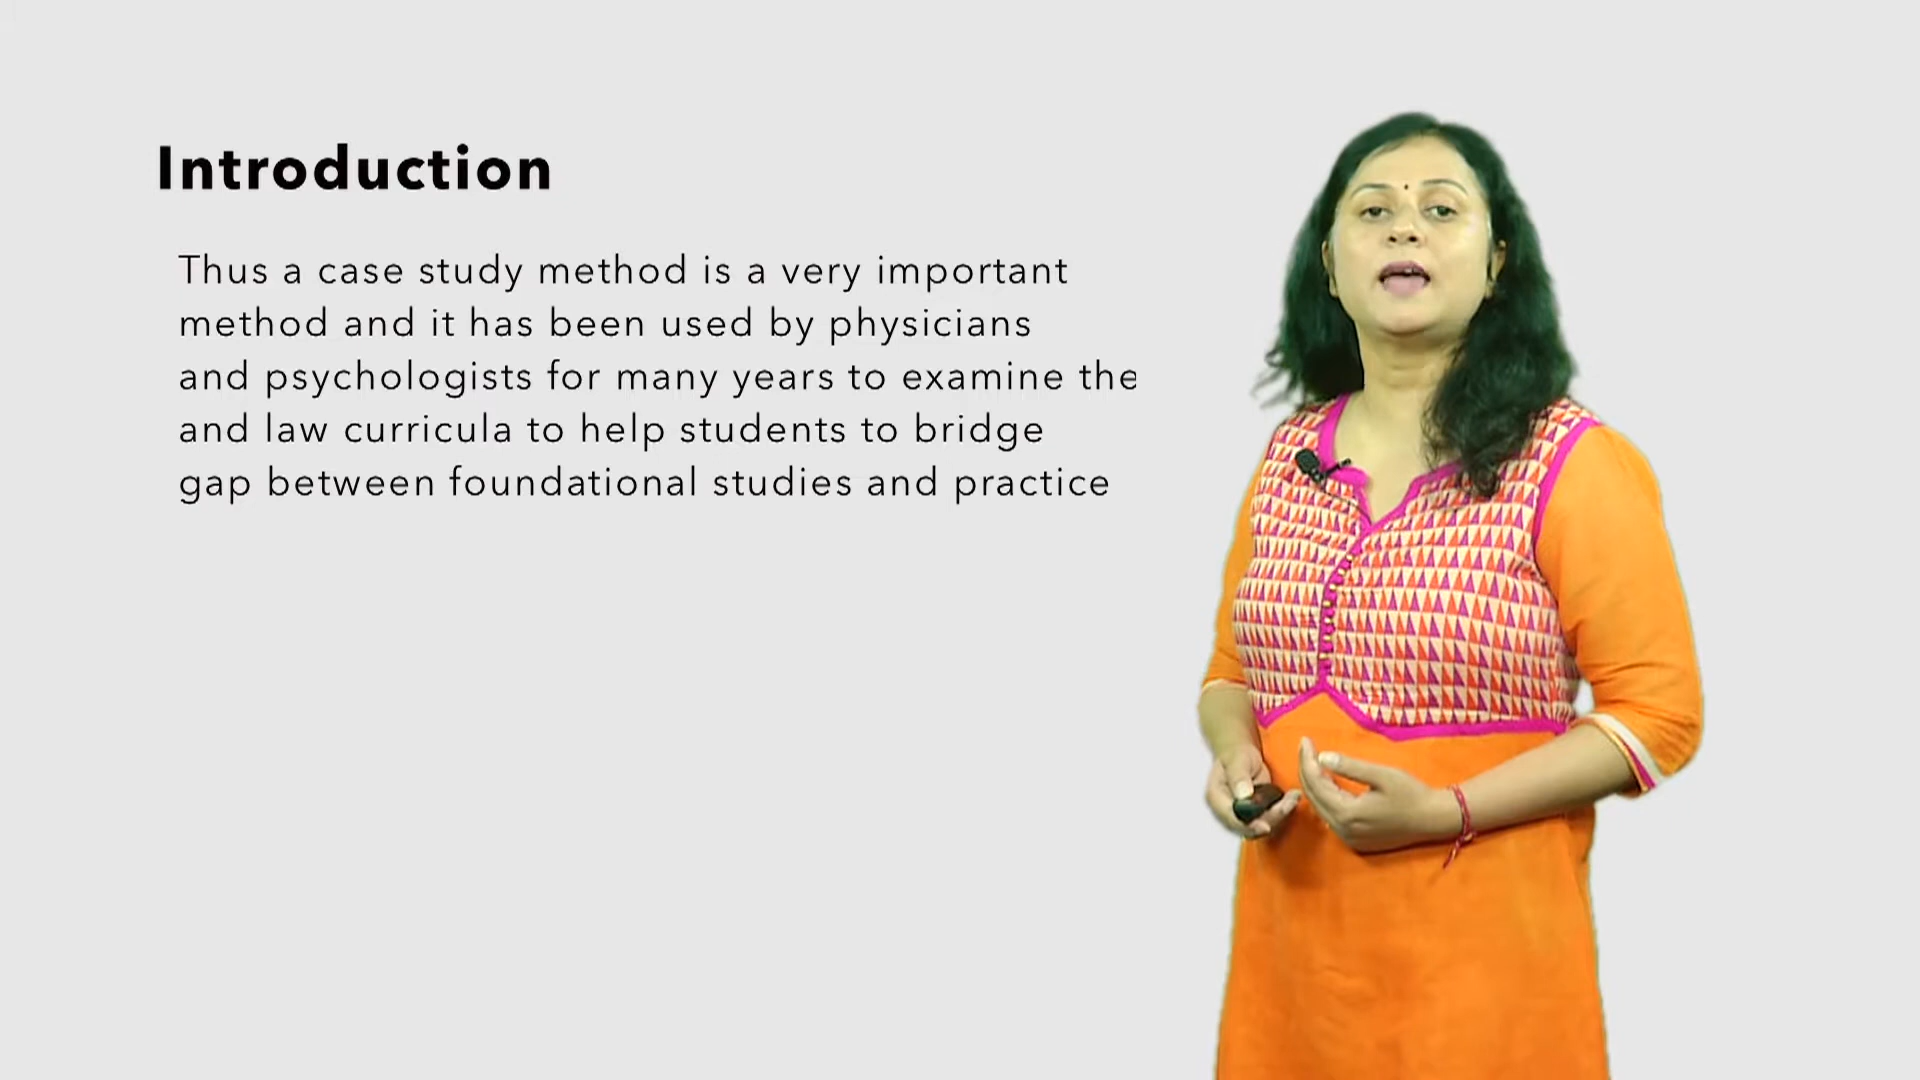 Introduction
Thus a case study method is a very important
method and it has been used by physicians
and psychologists for many years to examine the
and law curricula to help students to bridge
gap between foundational studies and practice